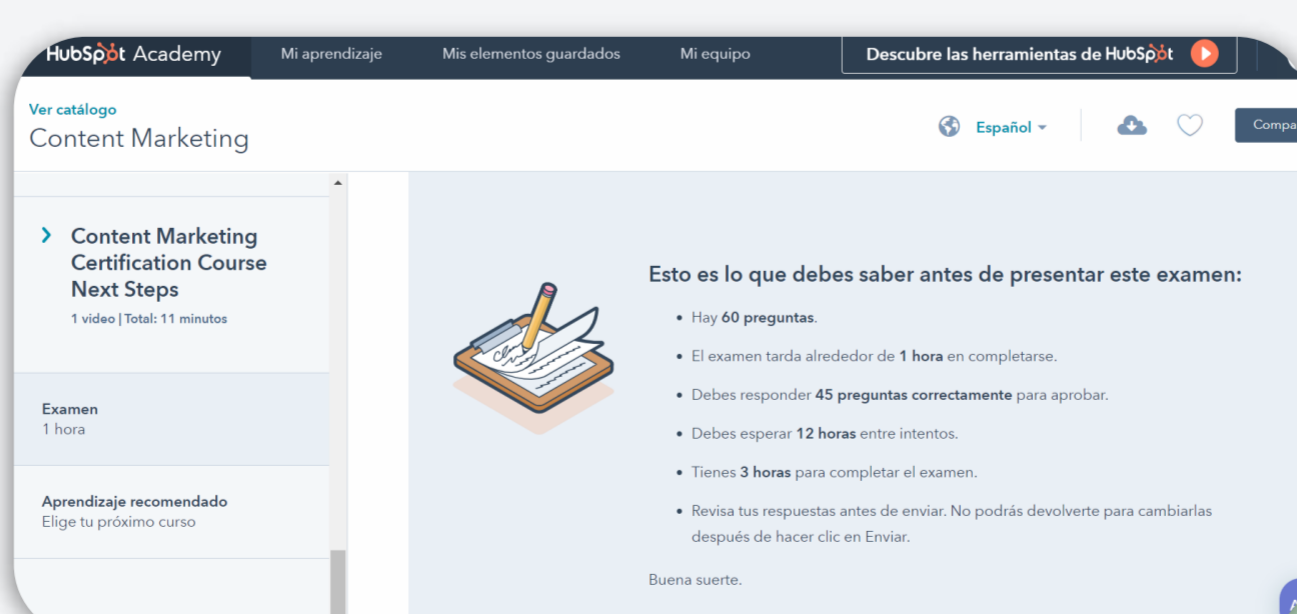 HubSpot Academy
Mi aprendizaje
Mis elementos guardados
Mi equipo
Descubre las herramientas de HubSpot
Ver catálogo
Content Marketing
Español
Content Marketing
Certification Course
Next Steps
1 video | Total: 11 minutos
Examen
1 hora
Aprendizaje recomendado
Elige tu próximo curso
Esto es lo que debes saber antes de presentar este examen:
• Hay 60 preguntas.
• El examen tarda alrededor de 1 hora en completarse.
• Debes responder 45 preguntas correctamente para aprobar.
• Debes esperar 12 horas entre intentos.
• Tienes 3 horas para completar el examen.
• Revisa tus respuestas antes de enviar. No podrás devolverte para cambiarlas
después de hacer clic en Enviar.
Buena suerte.